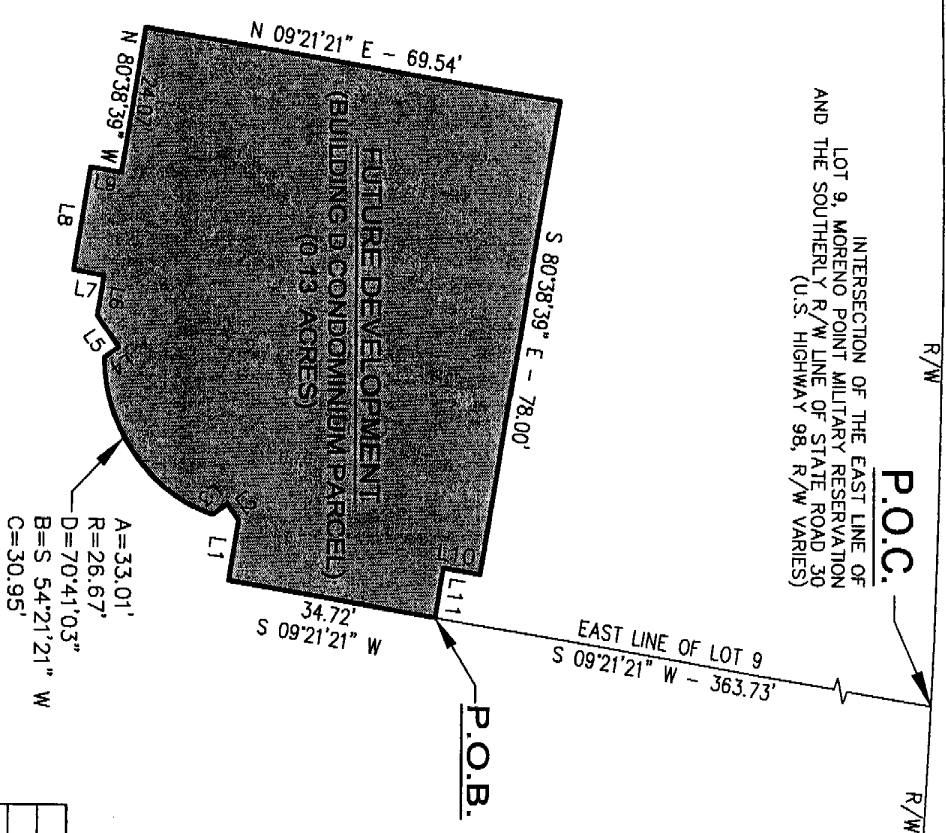 R/W
P.O.C.
INTERSECTION OF THE EAST LINE OF
LOT 9, MORENO POINT MILITARY RESERVATION
AND THE SOUTHERLY R/W LINE OF STATE ROAD 30
(U.S. HIGHWAY 98, R/W VARIES)
R/W
EAST LINE OF LOT 9
S 09°21'21" W - 363.73'
P.O.B.
N 09°21'21" E - 69.54'
S 80°38'39" E - 78.00'
FUTURE DEVELOPMENT
(BUILDING D CONDOMINIUM PARCEL)
(0.13 ACRES)
24.07'
N 80°38'39" W
L9
L8
L7
L6
L5
L4
L3
L2
L1
L10
L11
34.72'
S 09°21'21" W
A=33.01'
R=26.67'
D=70°41'03"
B=S 54°21'21" W
C=30.95'